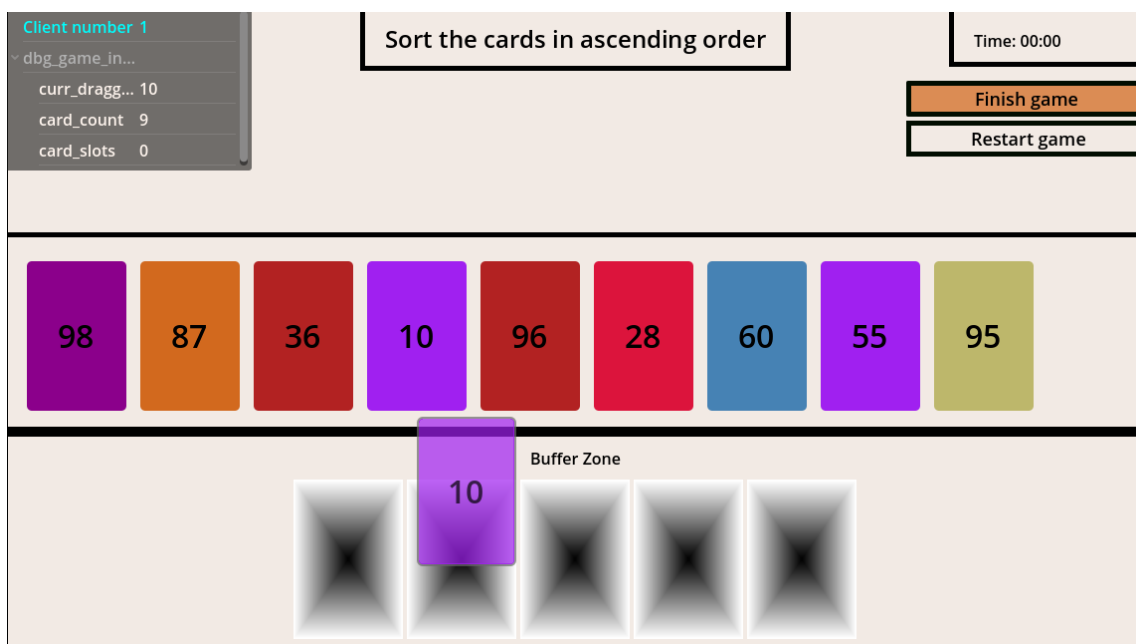 Client number 1
dbg_game_in...
curr_dragg... 10
card_count 9
card_slots 0
Sort the cards in ascending order
Time: 00:00
Finish game
Restart game
98 87 36 10 96 28 60 55 95
Buffer Zone
10